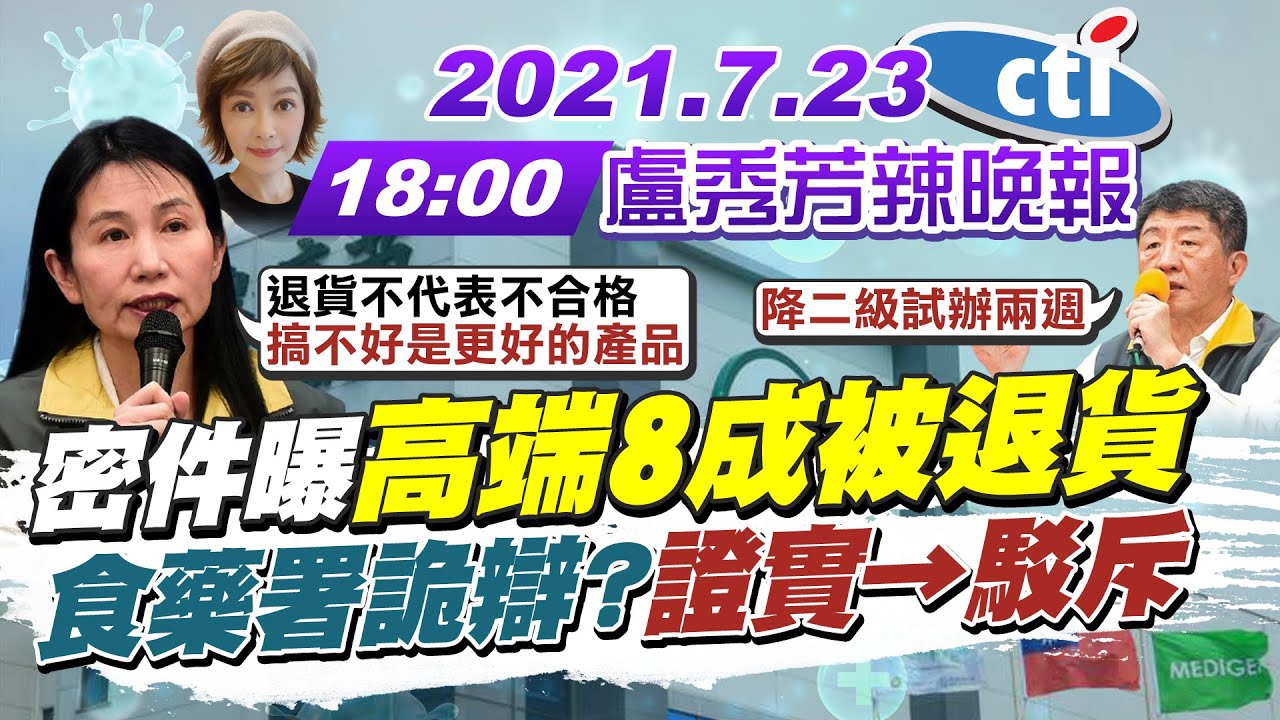 2021.7.23
cti
18:00 盧秀芳辣晚報
退貨不代表不合格
搞不好是更好的產品
降二級試辦兩週
密件曝高端8成被退貨
食藥署詭辯?證實→駁斥
MEDIGE